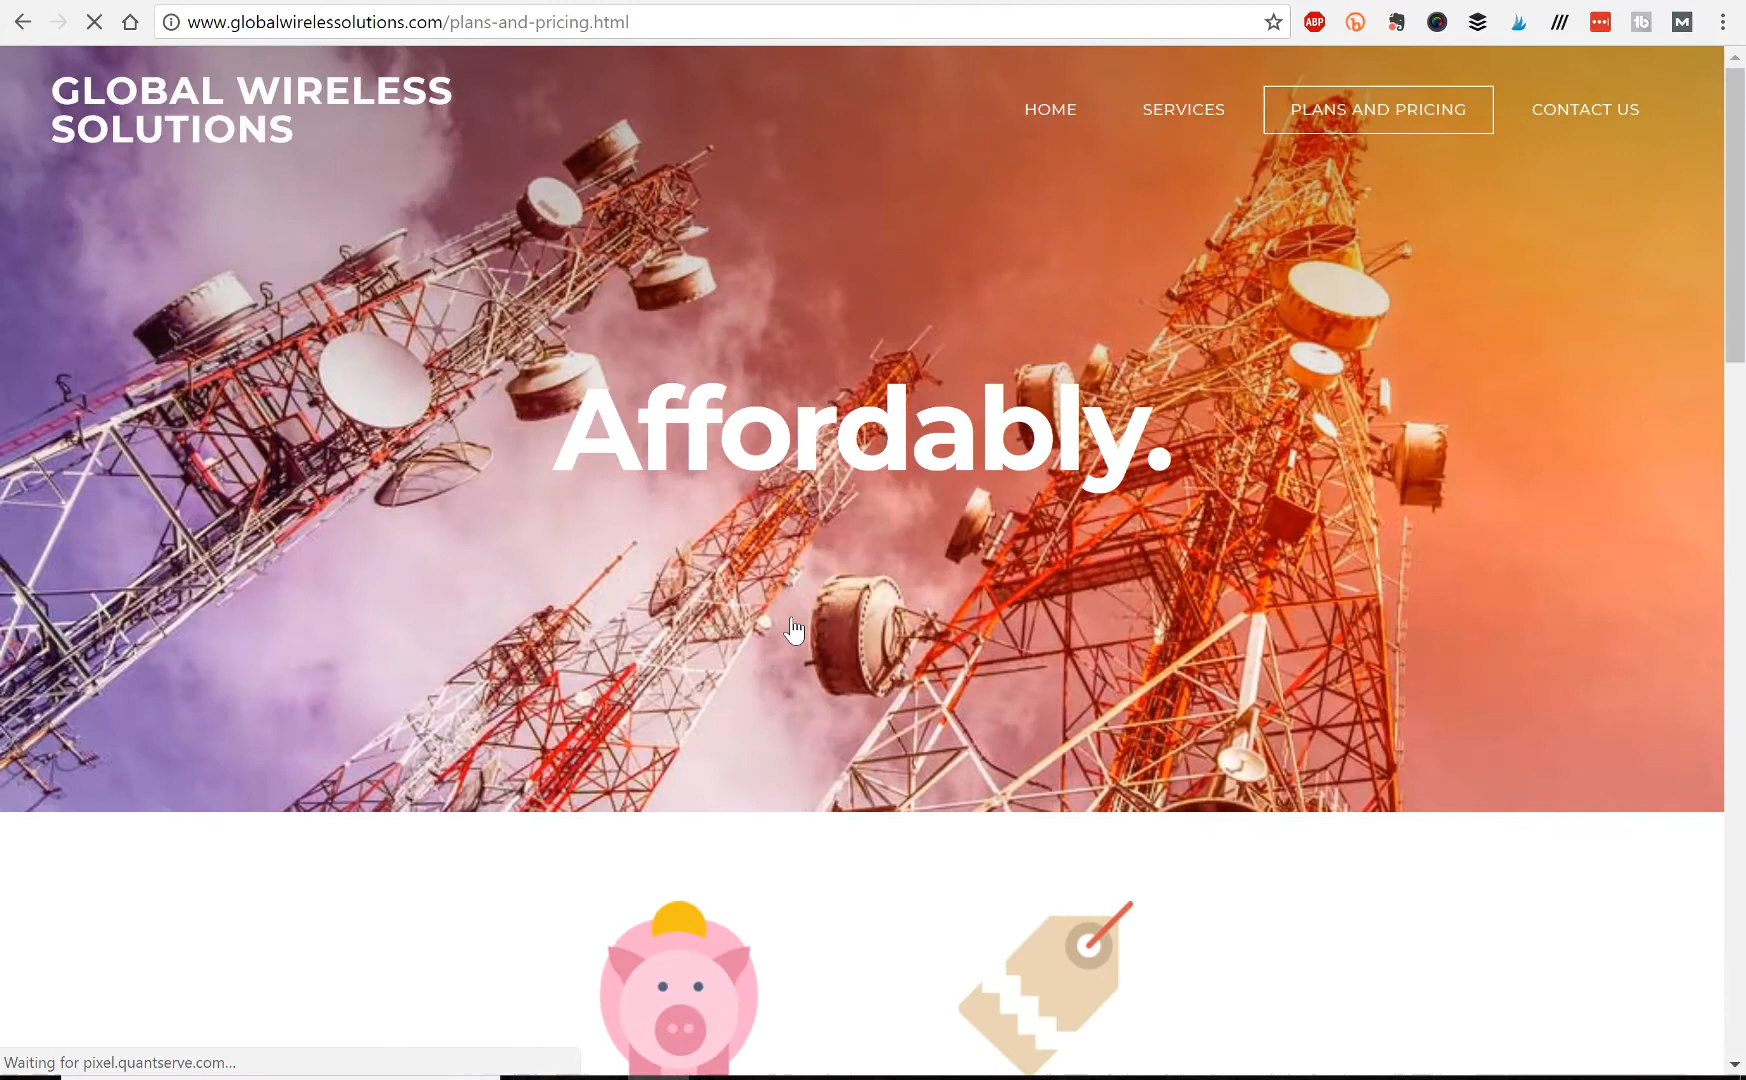 www.globalwirelessolutions.com/plans-and-pricing.html
ABP
GLOBAL WIRELESS
SOLUTIONS
HOME
SERVICES
PLANS AND PRICING
CONTACT US
Affordably.
Waiting for pixel.quantserve.com...